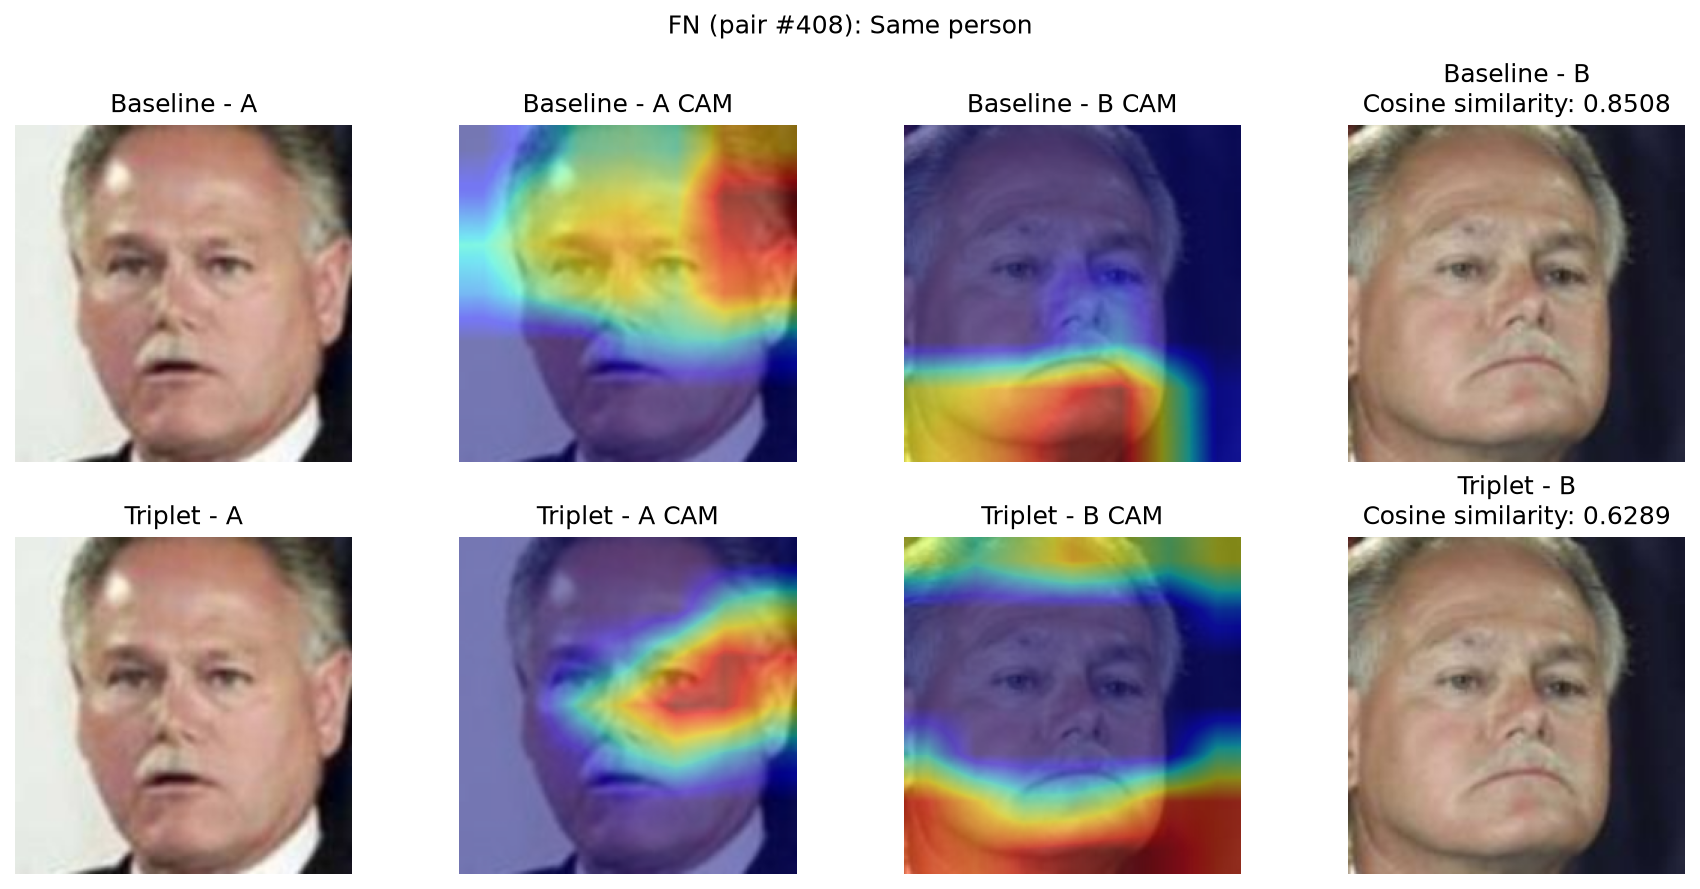 FN (pair #408): Same person
Baseline - A
Baseline - A CAM
Baseline - B CAM
Baseline - B
Cosine similarity: 0.8508
Triplet - A
Triplet - A CAM
Triplet - B CAM
Triplet - B
Cosine similarity: 0.6289